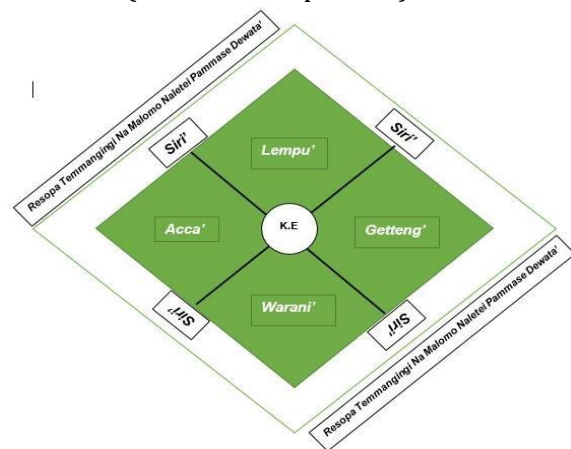 Resopa Temmangingi Na Malomo Naletei Pammase Dewata'
Siri'
Siri'
Lempu'
Acca'
K.E
Getteng'
Warani'
Siri'
Siri'
Resopa Temmangingi Na Malomo Naletei Pammase Dewata'